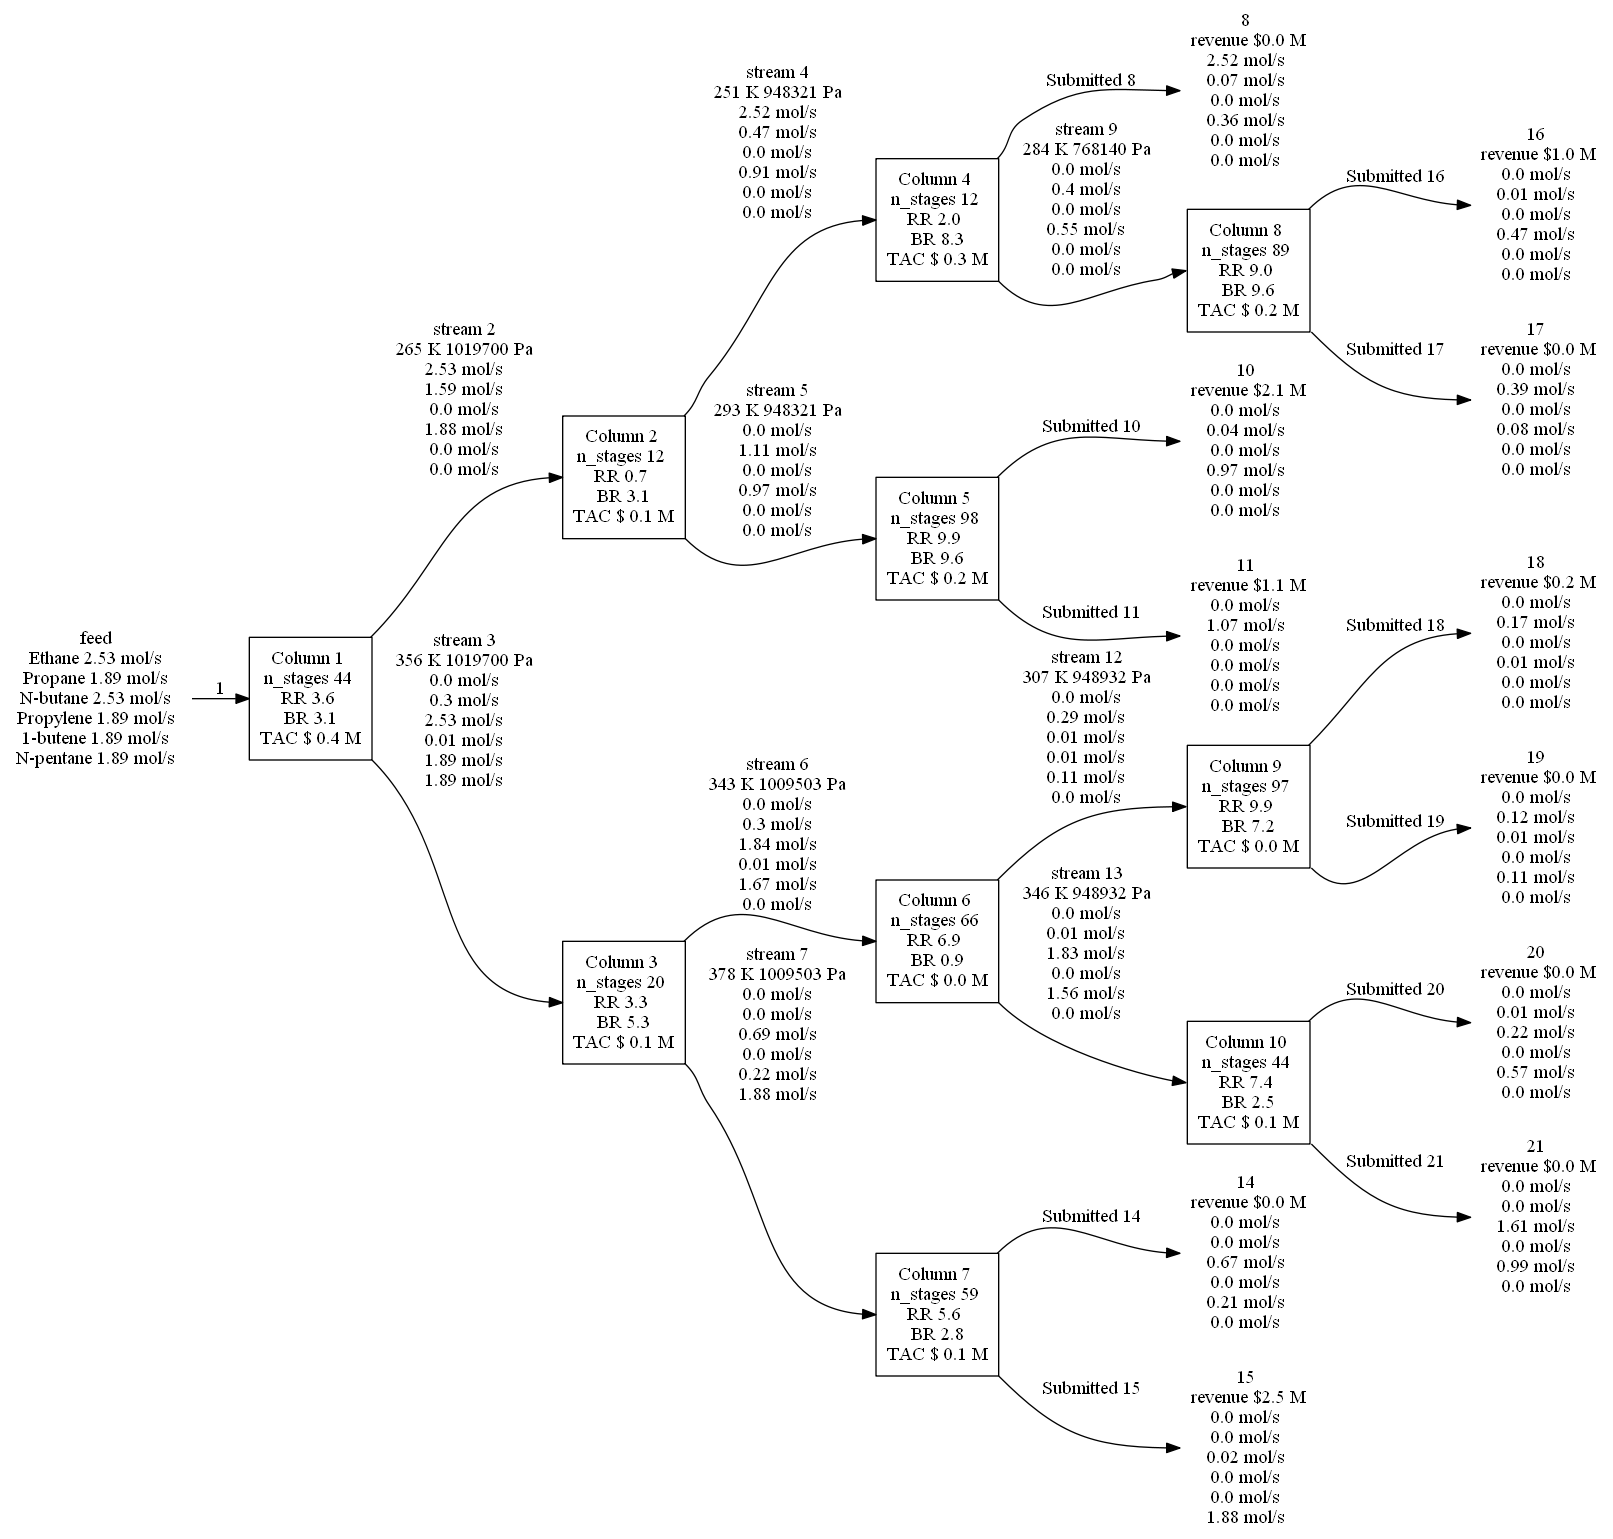 feed
Ethane 2.53 mol/s
Propane 1.89 mol/s
N-butane 2.53 mol/s
Propylene 1.89 mol/s
1-butene 1.89 mol/s
N-pentane 1.89 mol/s
1
Column 1
n_stages 44
RR 3.6
BR 3.1
TAC $ 0.4 M
stream 2
265 K 1019700 Pa
2.53 mol/s
1.59 mol/s
0.0 mol/s
1.88 mol/s
0.0 mol/s
0.0 mol/s
stream 3
356 K 1019700 Pa
0.0 mol/s
0.3 mol/s
2.53 mol/s
0.01 mol/s
1.89 mol/s
1.89 mol/s
Column 2
n_stages 12
RR 0.7
BR 3.1
TAC $ 0.1 M
Column 3
n_stages 20
RR 3.3
BR 5.3
TAC $ 0.1 M
stream 4
251 K 948321 Pa
2.52 mol/s
0.47 mol/s
0.0 mol/s
0.91 mol/s
0.0 mol/s
0.0 mol/s
stream 5
293 K 948321 Pa
0.0 mol/s
1.11 mol/s
0.0 mol/s
0.97 mol/s
0.0 mol/s
0.0 mol/s
stream 6
343 K 1009503 Pa
0.0 mol/s
0.3 mol/s
1.84 mol/s
0.01 mol/s
1.67 mol/s
0.0 mol/s
stream 7
378 K 1009503 Pa
0.0 mol/s
0.0 mol/s
0.69 mol/s
0.0 mol/s
0.22 mol/s
1.88 mol/s
Column 4
n_stages 12
RR 2.0
BR 8.3
TAC $ 0.3 M
Column 5
n_stages 98
RR 9.9
BR 9.6
TAC $ 0.2 M
Column 6
n_stages 66
RR 6.9
BR 0.9
TAC $ 0.0 M
Column 7
n_stages 59
RR 5.6
BR 2.8
TAC $ 0.1 M
Submitted 8
stream 9
284 K 768140 Pa
0.0 mol/s
0.4 mol/s
0.0 mol/s
0.55 mol/s
0.0 mol/s
0.0 mol/s
Submitted 10
Submitted 11
stream 12
307 K 948932 Pa
0.0 mol/s
0.29 mol/s
0.01 mol/s
0.01 mol/s
0.11 mol/s
0.0 mol/s
stream 13
346 K 948932 Pa
0.0 mol/s
0.01 mol/s
1.83 mol/s
0.0 mol/s
1.56 mol/s
0.0 mol/s
Submitted 14
Submitted 15
8
revenue $0.0 M
2.52 mol/s
0.07 mol/s
0.0 mol/s
0.36 mol/s
0.0 mol/s
0.0 mol/s
Column 8
n_stages 89
RR 9.0
BR 9.6
TAC $ 0.2 M
10
revenue $2.1 M
0.0 mol/s
0.04 mol/s
0.0 mol/s
0.97 mol/s
0.0 mol/s
0.0 mol/s
11
revenue $1.1 M
0.0 mol/s
1.07 mol/s
0.0 mol/s
0.0 mol/s
0.0 mol/s
0.0 mol/s
Column 9
n_stages 97
RR 9.9
BR 7.2
TAC $ 0.0 M
Column 10
n_stages 44
RR 7.4
BR 2.5
TAC $ 0.1 M
14
revenue $0.0 M
0.0 mol/s
0.0 mol/s
0.67 mol/s
0.0 mol/s
0.21 mol/s
0.0 mol/s
15
revenue $2.5 M
0.0 mol/s
0.0 mol/s
0.02 mol/s
0.0 mol/s
0.0 mol/s
1.88 mol/s
Submitted 16
Submitted 17
Submitted 18
Submitted 19
Submitted 20
Submitted 21
16
revenue $1.0 M
0.0 mol/s
0.01 mol/s
0.0 mol/s
0.47 mol/s
0.0 mol/s
0.0 mol/s
17
revenue $0.0 M
0.0 mol/s
0.39 mol/s
0.0 mol/s
0.08 mol/s
0.0 mol/s
0.0 mol/s
18
revenue $0.2 M
0.0 mol/s
0.17 mol/s
0.0 mol/s
0.01 mol/s
0.0 mol/s
0.0 mol/s
19
revenue $0.0 M
0.0 mol/s
0.12 mol/s
0.01 mol/s
0.0 mol/s
0.11 mol/s
0.0 mol/s
20
revenue $0.0 M
0.0 mol/s
0.01 mol/s
0.22 mol/s
0.0 mol/s
0.57 mol/s
0.0 mol/s
21
revenue $0.0 M
0.0 mol/s
0.0 mol/s
1.61 mol/s
0.0 mol/s
0.99 mol/s
0.0 mol/s